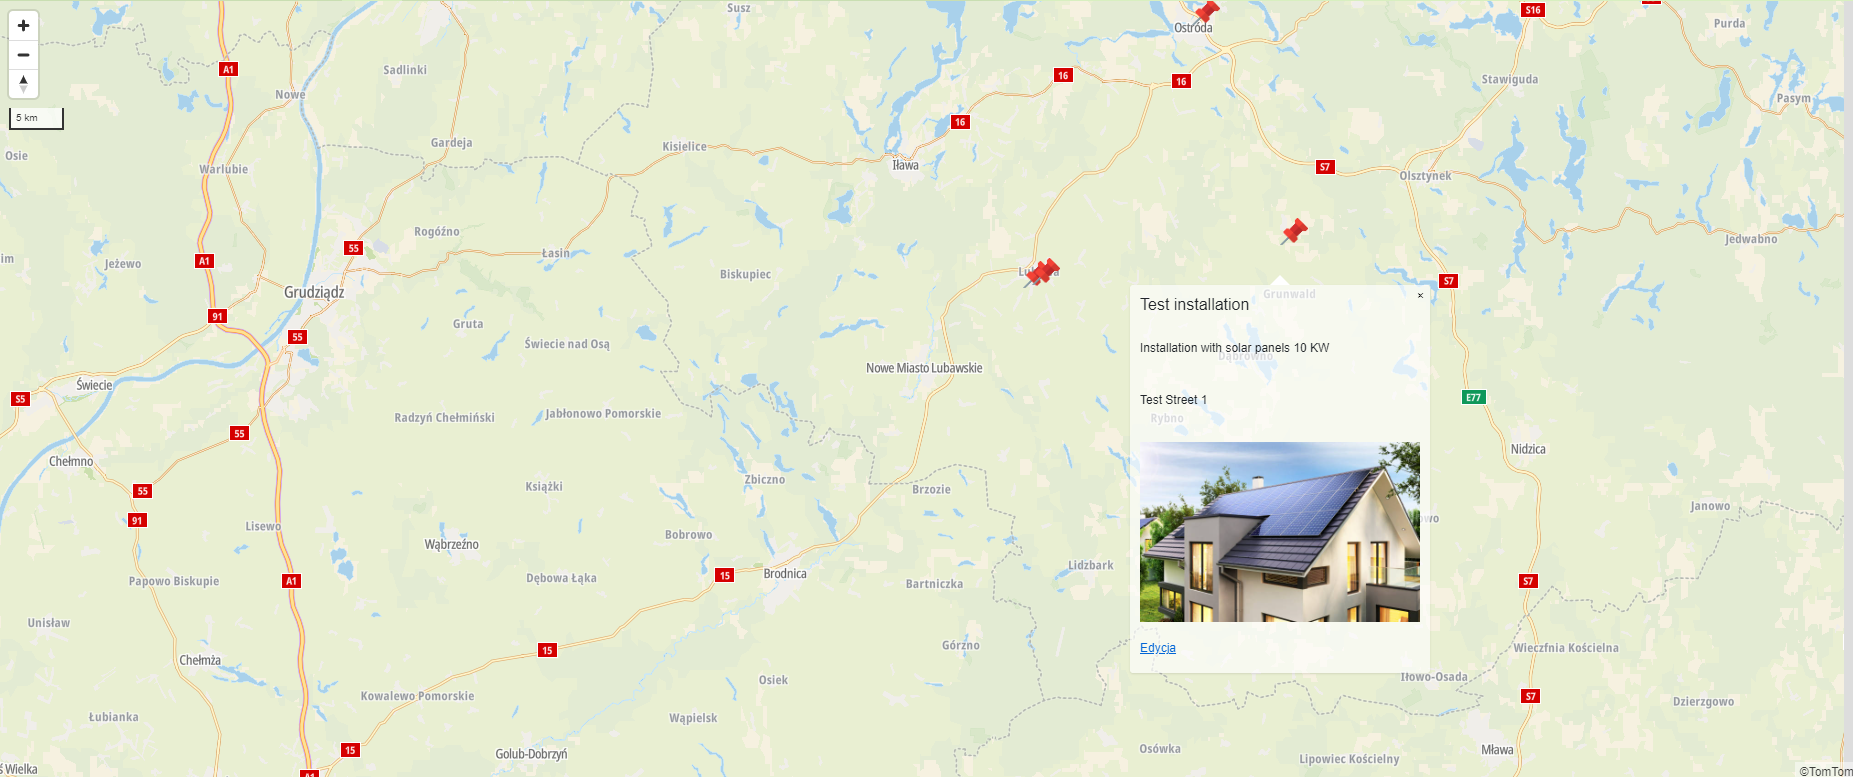 Susz
S16
Purda
Ostróda
A1
Sadlinki
16
16
Stawiguda
Nowe
Pasym
5 km
16
Gardeja
Kisielice
Osie
Iława
S7
Warlubie
Olsztynek
Rogóźno
55
Łasin
Jedwabno
A1
Jeżewo
Biskupiec
S7
Grudziądz
Grunwald
×
Test installation
91
Gruta
55
Świecie nad Osą
Installation with solar panels 10 KW
Dąbrówno
Nowe Miasto Lubawskie
Świecie
S5
E77
Test Street 1
Radzyń Chełmiński
Jabłonowo Pomorskie
Rybno
55
Nidzica
Chełmno
Zbiczno
55
Książki
Brzozie
Janowo
91
Lisewo
Bobrowo
Wąbrzeźno
Lidzbark
Papowo Biskupie
A1
Dębowa Łąka
15
Brodnica
Bartniczka
S7
Unisław
Chełmża
15
Górzno
Edycja
Wieczfnia Kościelna
Osiek
Iłowo-Osada
Kowalewo Pomorskie
S7
Dzierzgowo
Łubianka
Wąpielsk
15
Golub-Dobrzyń
Osówka
Mława
Lipowiec Kościelny
Wielka
A1
©TomTom